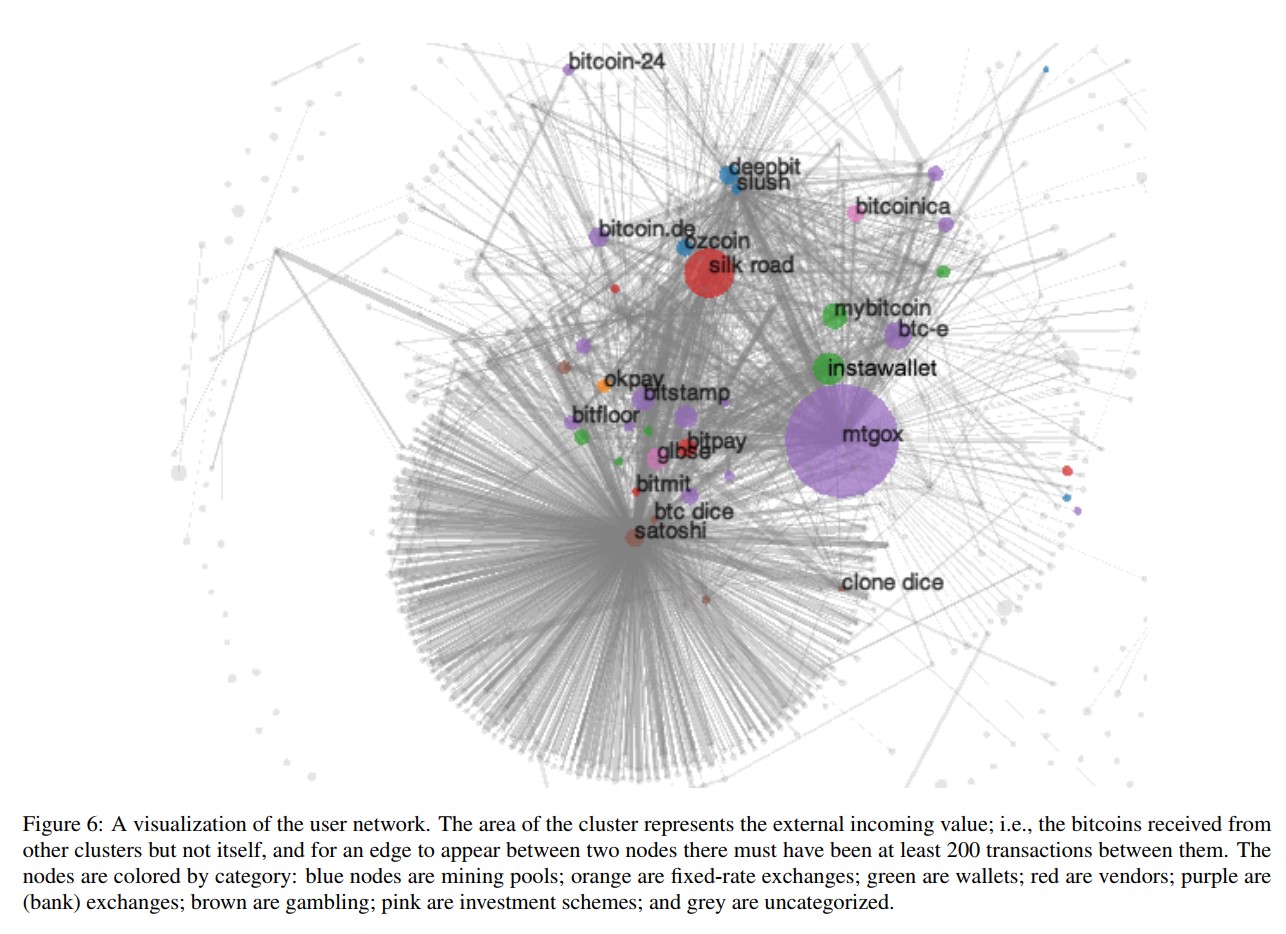 bitcoin-24
deepbit
slush
bitcoinica
bitcoin.de
ozcoin
silk road
mybitcoin
btc-e
instawallet
okpay
bitstamp
bitfloor
mtgox
bitpay
glbse
bitmit
btc dice
satoshi
clone dice
Figure 6: A visualization of the user network. The area of the cluster represents the external incoming value; i.e., the bitcoins received from
other clusters but not itself, and for an edge to appear between two nodes there must have been at least 200 transactions between them. The
nodes are colored by category: blue nodes are mining pools; orange are fixed-rate exchanges; green are wallets; red are vendors; purple are
(bank) exchanges; brown are gambling; pink are investment schemes; and grey are uncategorized.